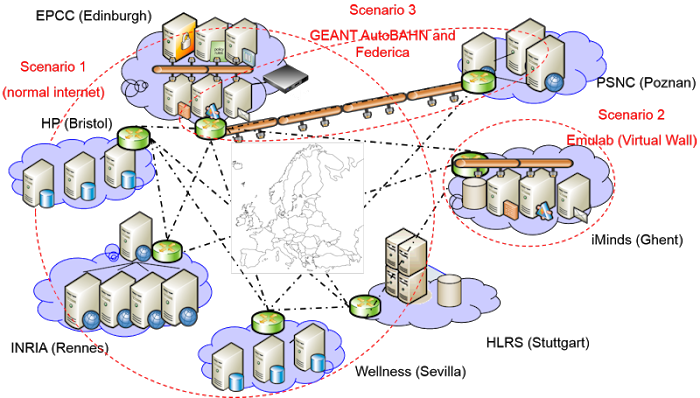 EPCC (Edinburgh)
Scenario 3
GEANT AutoBAHN and
Federica
Scenario 1
(normal internet)
PSNC (Poznan)
HP (Bristol)
Scenario 2
Emulab (Virtual Wall)
iMinds (Ghent)
INRIA (Rennes)
HLRS (Stuttgart)
Wellness (Sevilla)